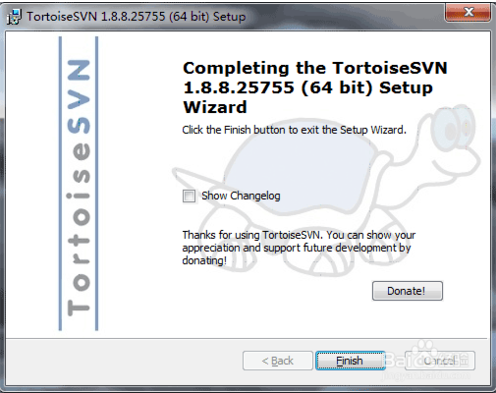 TortoiseSVN 1.8.8.25755 (64 bit) Setup
TortoiseSVN
Completing the TortoiseSVN
1.8.8.25755 (64 bit) Setup
Wizard
Click the Finish button to exit the Setup Wizard.
Show Changelog
Thanks for using TortoiseSVN. You can show your
appreciation and support future development by
donating!
Donate!
< Back
Finish
Cancel